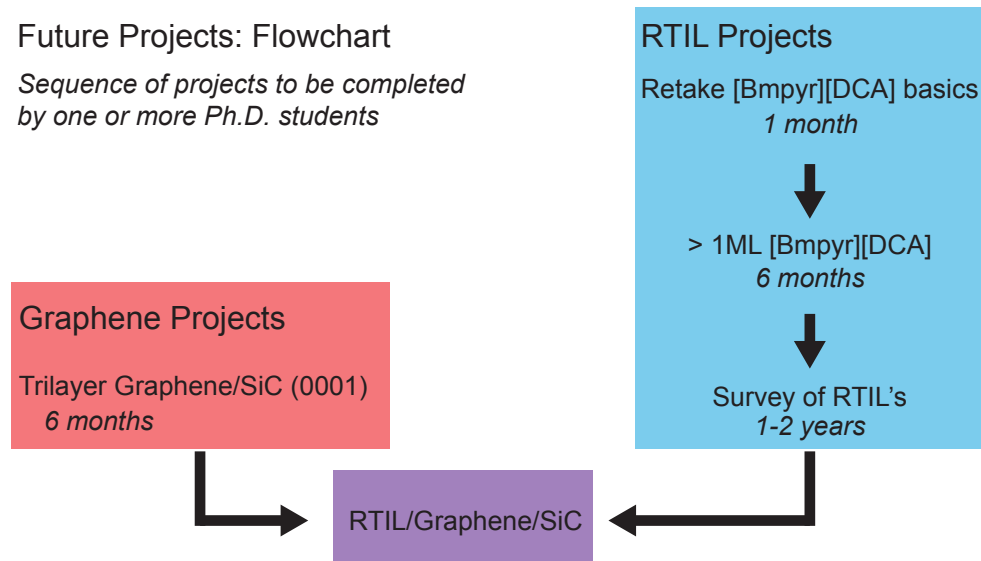 Future Projects: Flowchart
Sequence of projects to be completed
by one or more Ph.D. students
RTIL Projects
Retake [Bmpyr][DCA] basics
1 month
> 1ML [Bmpyr][DCA]
6 months
Survey of RTIL's
1-2 years
Graphene Projects
Trilayer Graphene/SiC (0001)
6 months
RTIL/Graphene/SiC